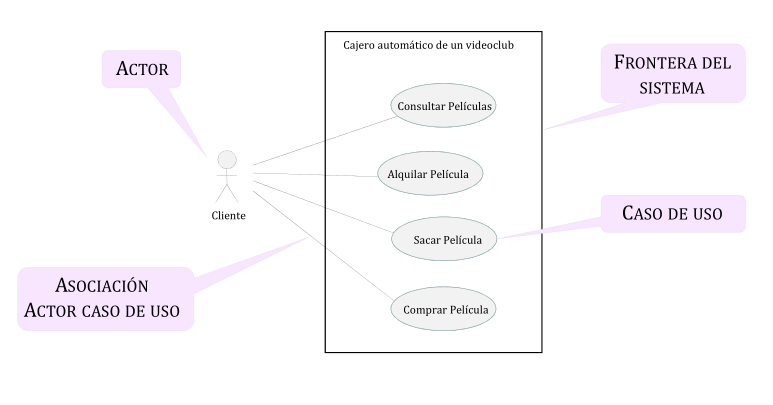 Cajero automático de un videoclub
ACTOR
FRONTERA DEL
SISTEMA
Consultar Películas
Alquilar Película
Cliente
CASO DE USO
Sacar Película
ASOCIACIÓN
ACTOR CASO DE USO
Comprar Película